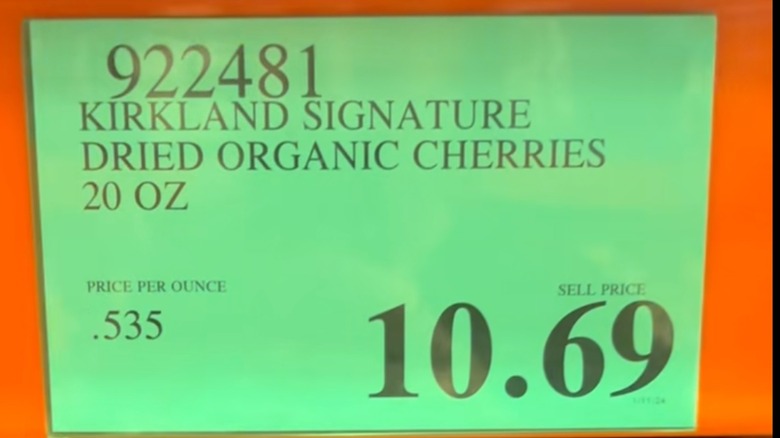 922481
KIRKLAND SIGNATURE
DRIED ORGANIC CHERRIES
20 OZ
PRICE PER OUNCE
.535
SELL PRICE
10.69